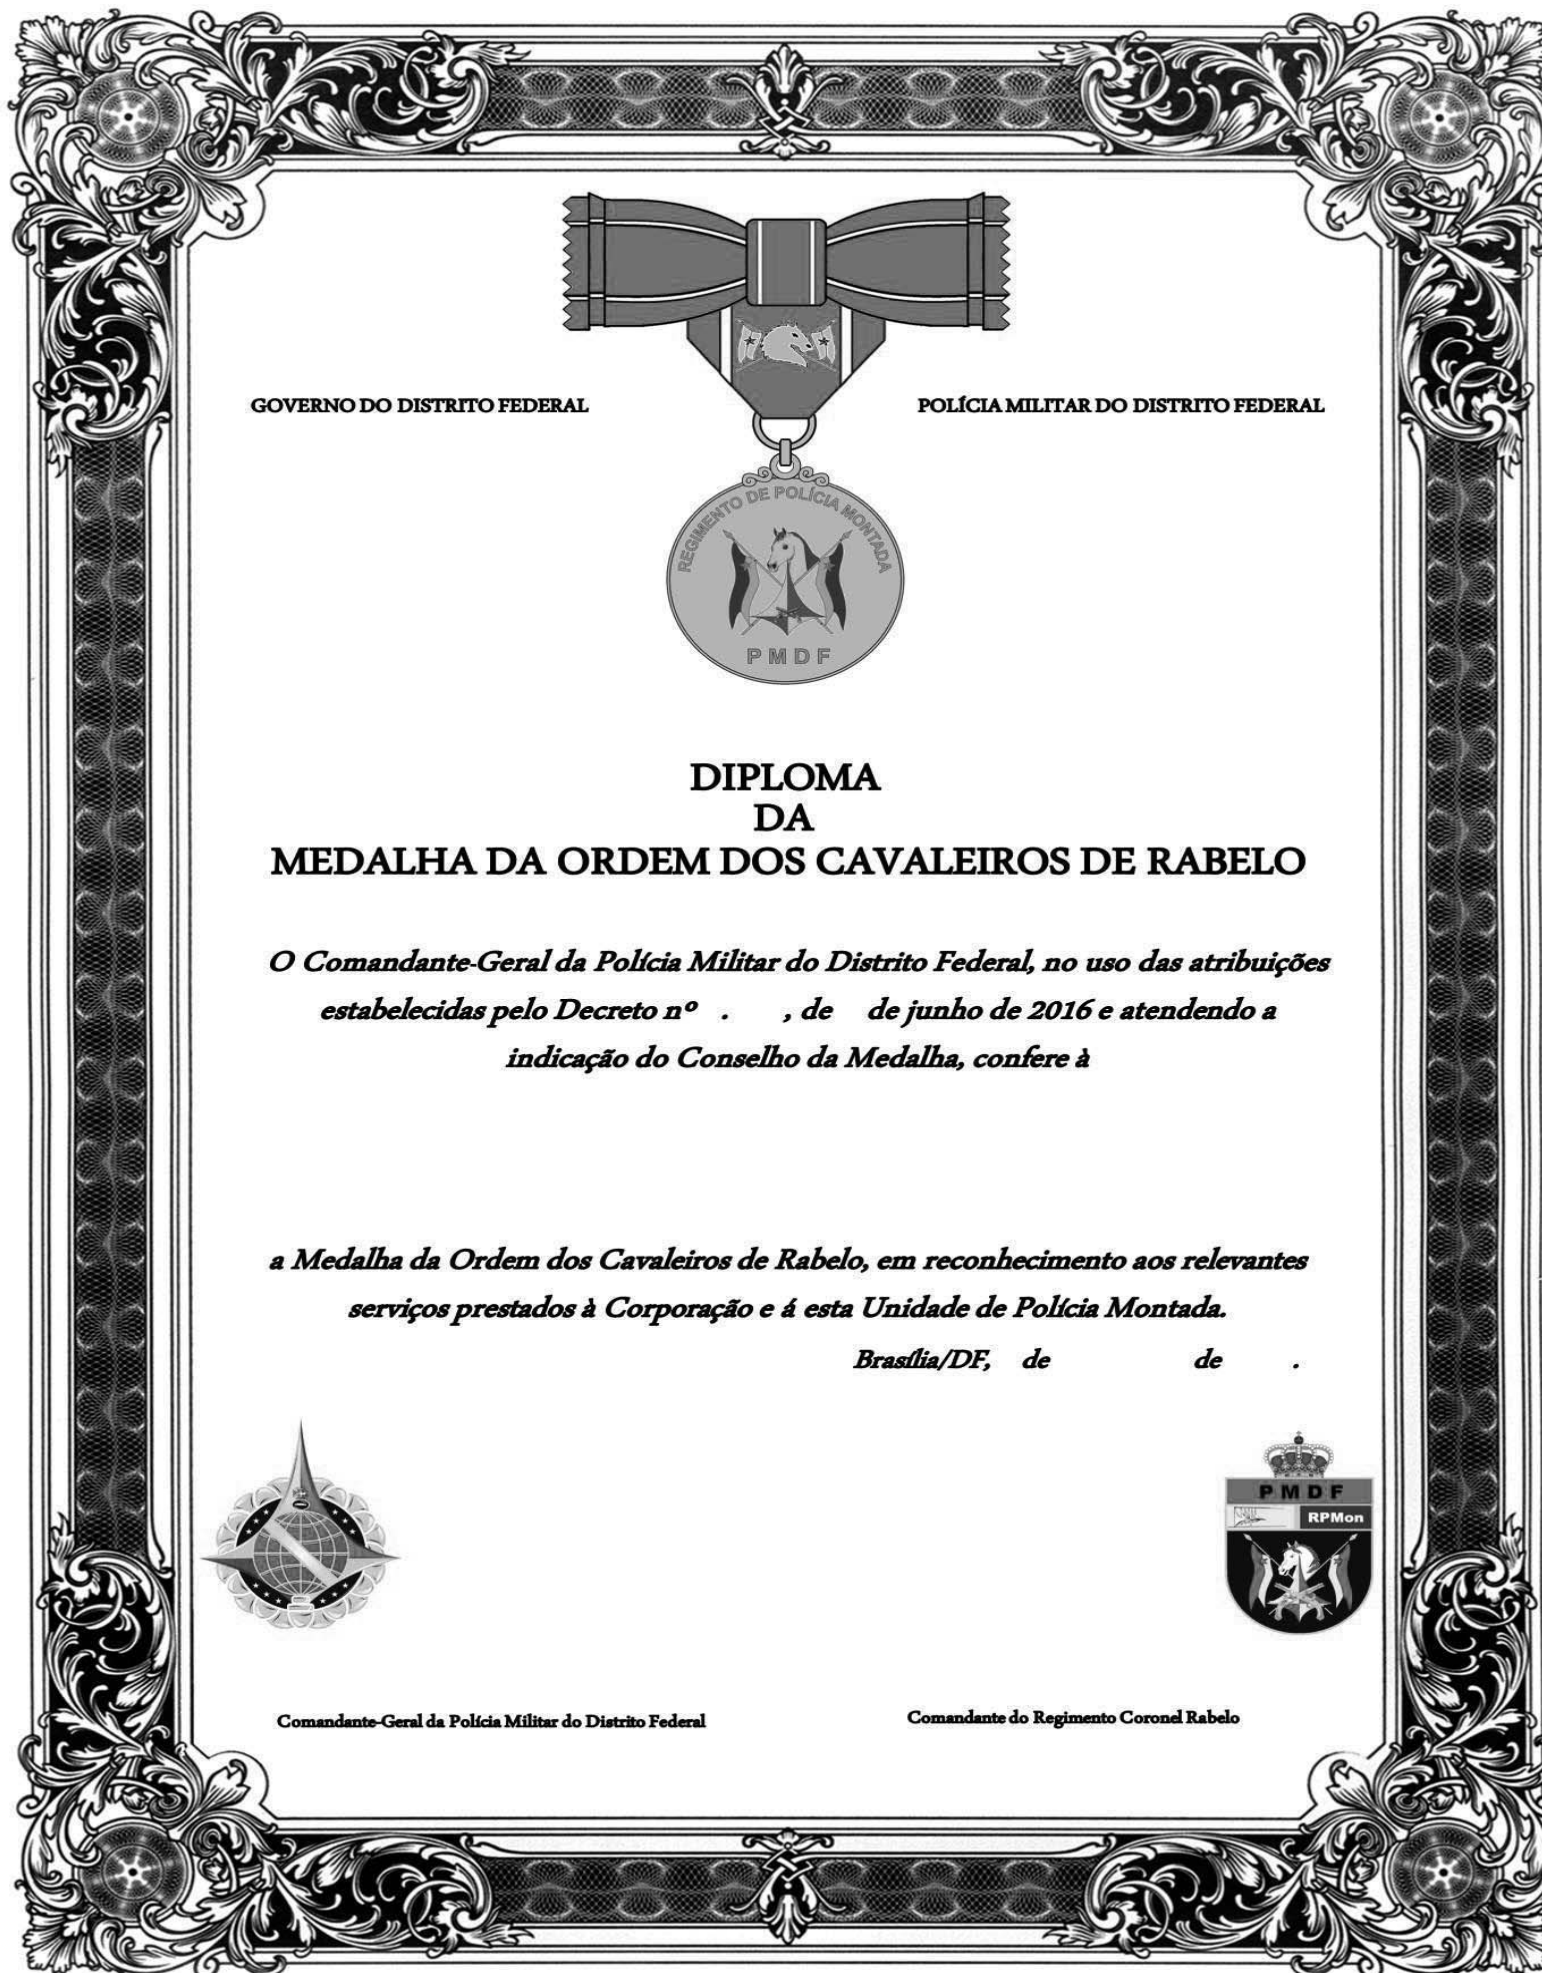 GOVERNO DO DISTRITO FEDERAL
POLÍCIA MILITAR DO DISTRITO FEDERAL
REGIMENTO DE POLÍCIA MONTADA
PMDF
DIPLOMA
DA
MEDALHA DA ORDEM DOS CAVALEIROS DE RABELO
O Comandante-Geral da Polícia Militar do Distrito Federal, no uso das atribuições
estabelecidas pelo Decreto nº . , de de junho de 2016 e atendendo a
indicação do Conselho da Medalha, confere à
a Medalha da Ordem dos Cavaleiros de Rabelo, em reconhecimento aos relevantes
serviços prestados à Corporação e á esta Unidade de Polícia Montada.
Brasília/DF, de de .
PMDF
RPMon
Comandante-Geral da Polícia Militar do Distrito Federal
Comandante do Regimento Coronel Rabelo